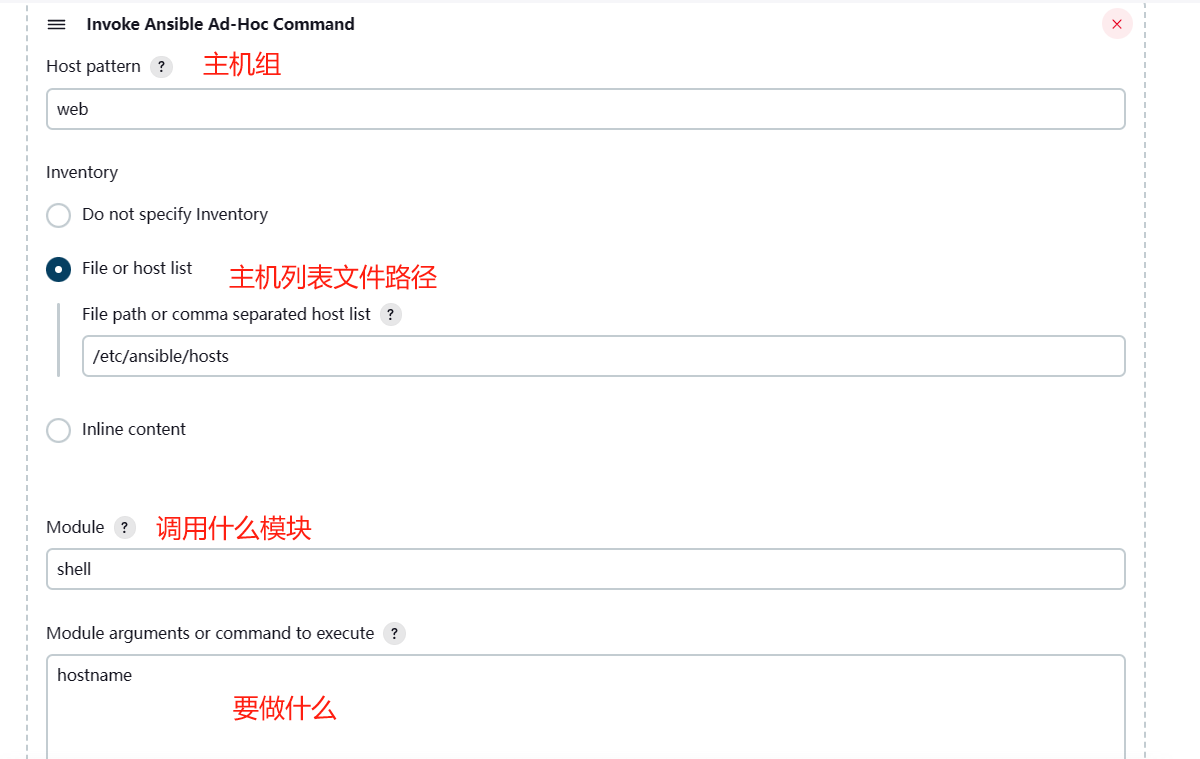 Invoke Ansible Ad-Hoc Command
Host pattern ? 主机组
web
Inventory
Do not specify Inventory
File or host list 主机列表文件路径
File path or comma separated host list ?
/etc/ansible/hosts
Inline content
Module ? 调用什么模块
shell
Module arguments or command to execute ?
hostname
要做什么